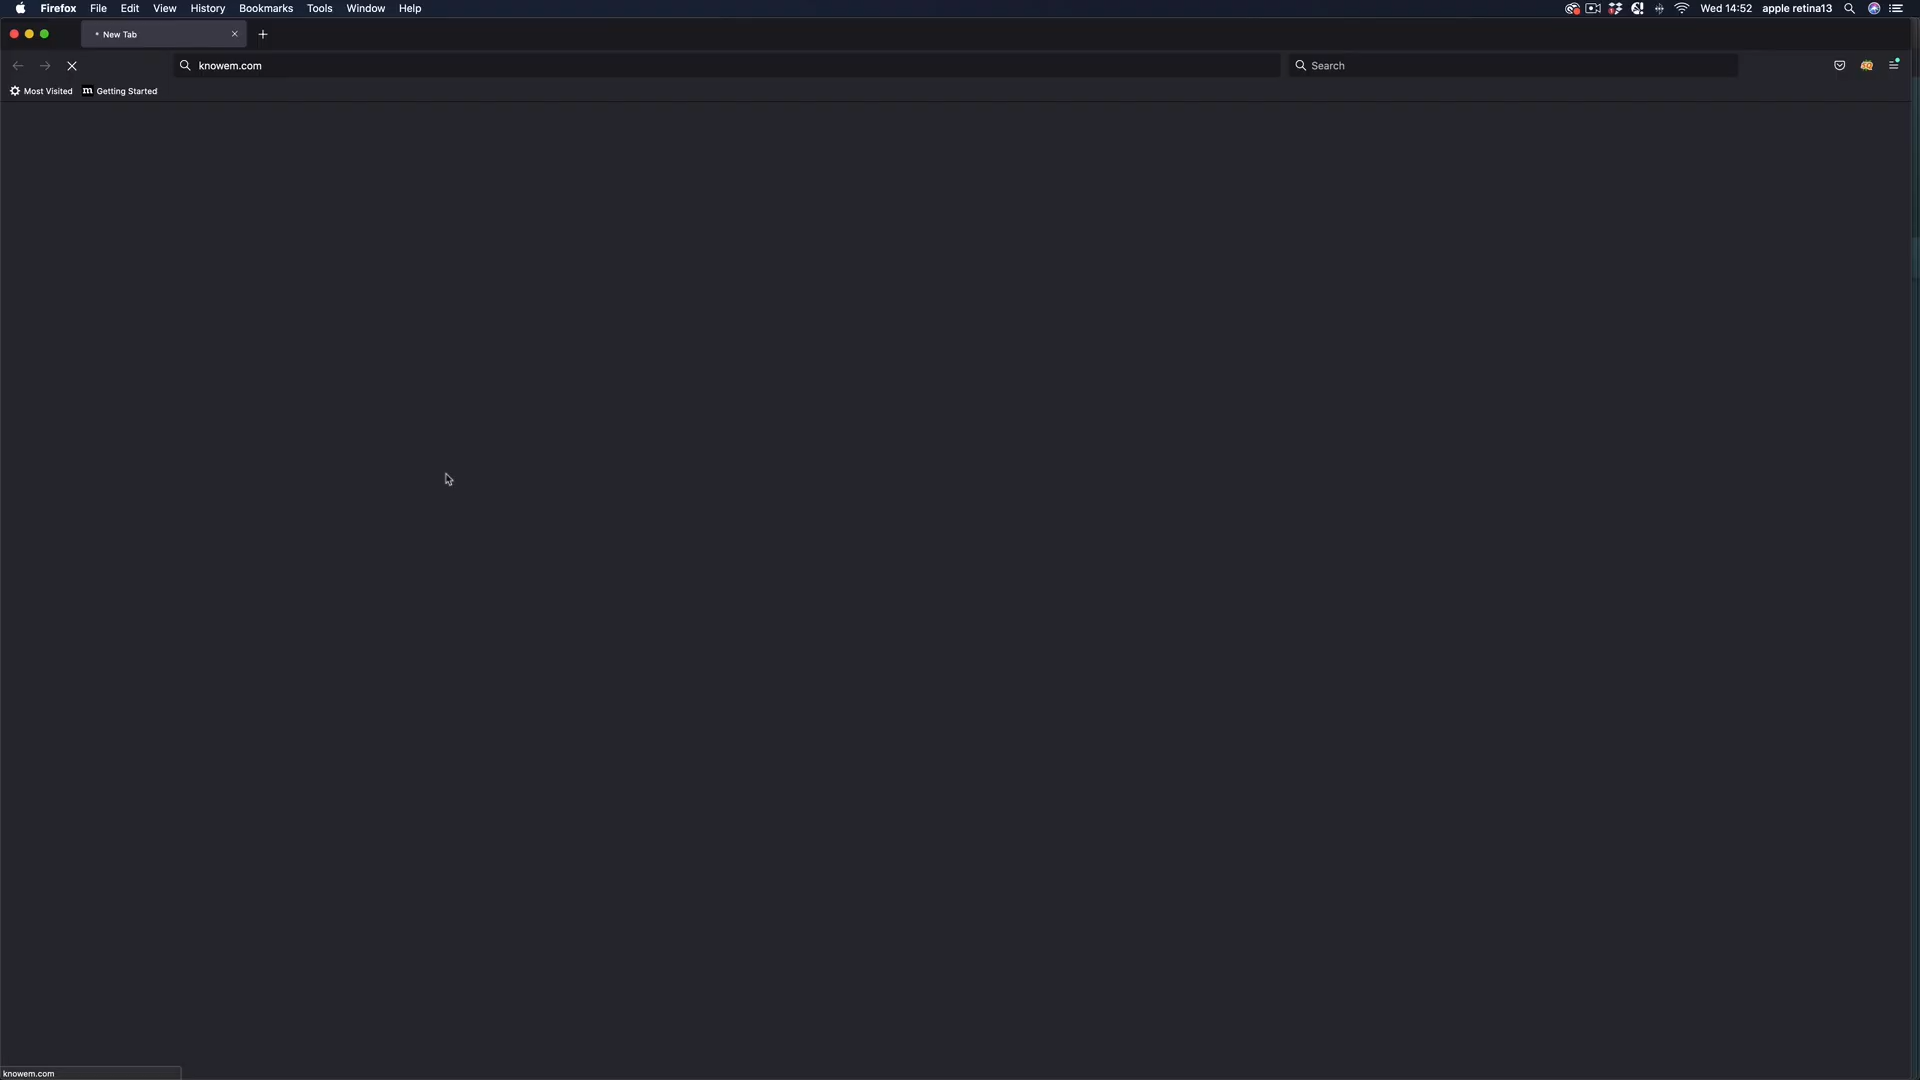 Firefox File Edit View History Bookmarks Tools Window Help Wed 14:52 apple retina13
New Tab
knowem.com Search
Most Visited m Getting Started
knowem.com